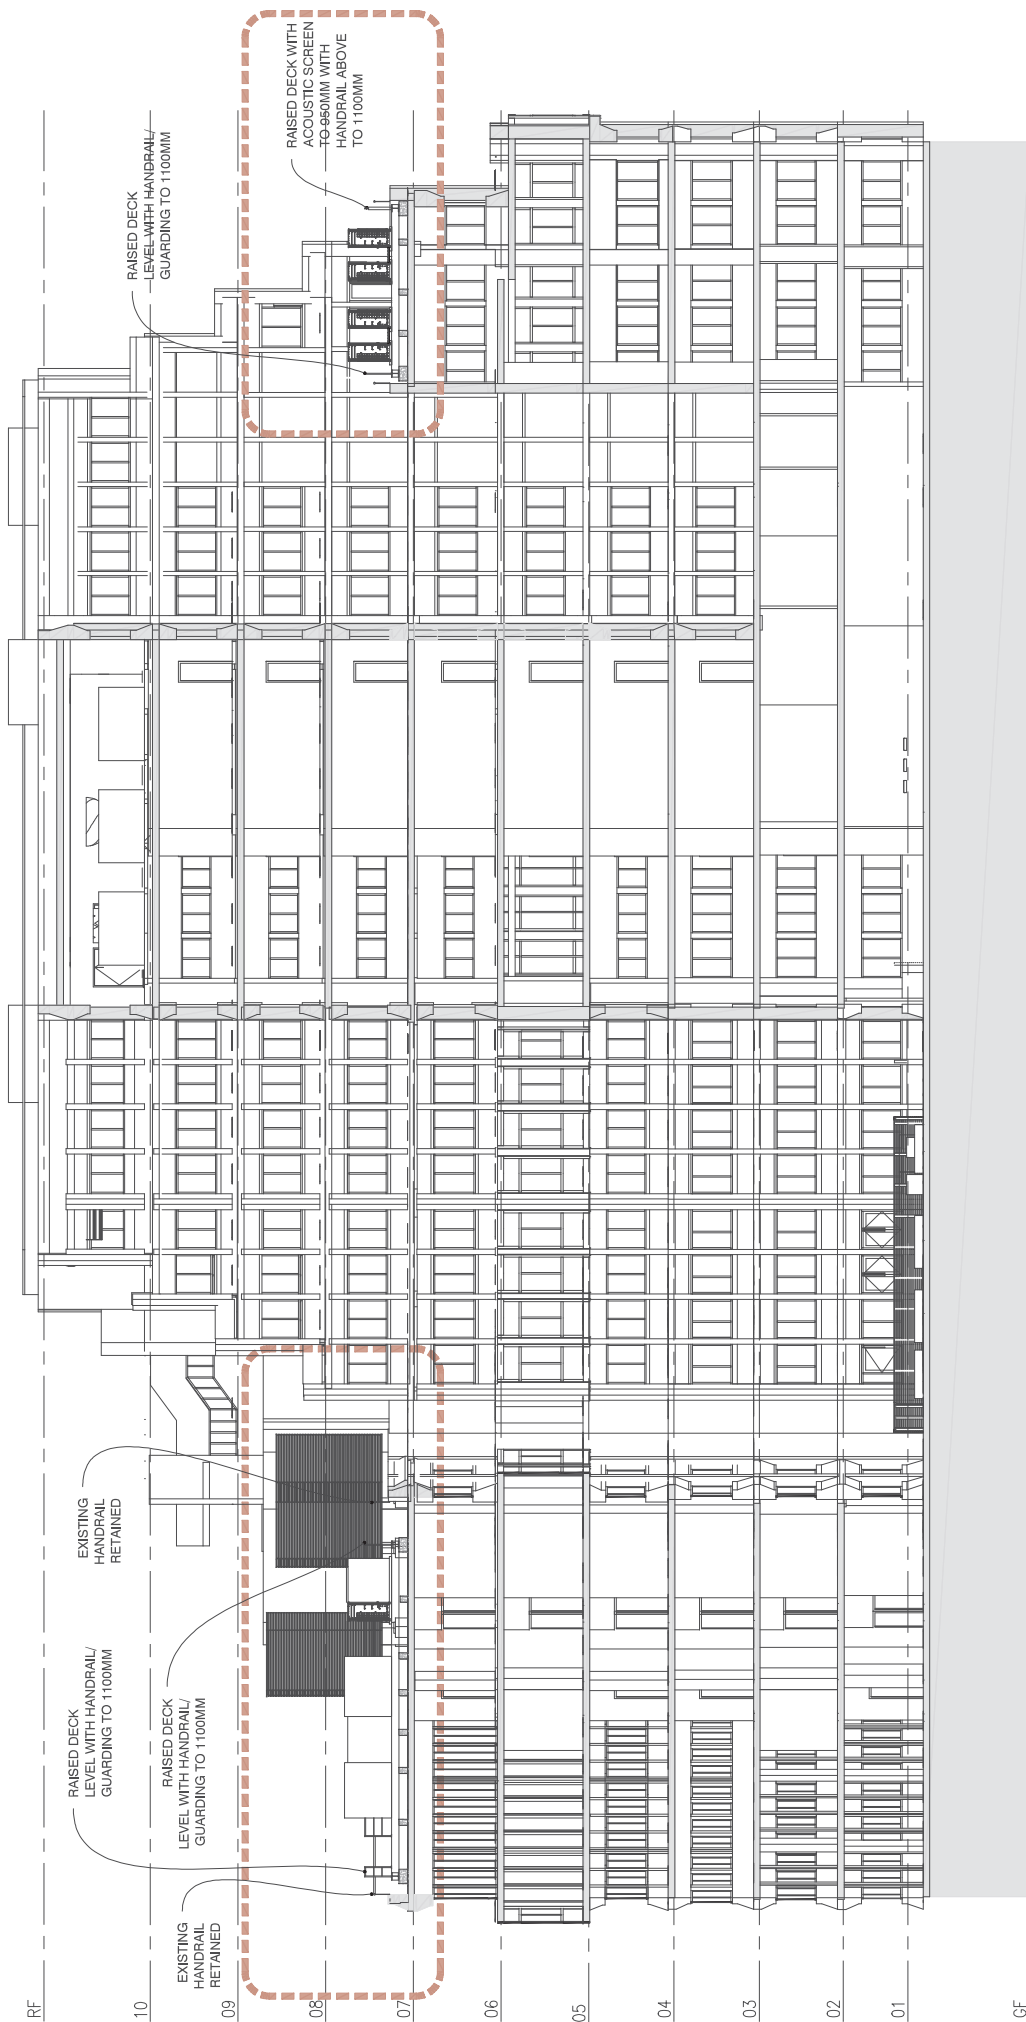 RAISED DECK WITH
ACOUSTIC SCREEN
TO 950MM WITH
HANDRAIL ABOVE
TO 1100MM
RAISED DECK
LEVEL WITH HANDRAIL/
GUARDING TO 1100MM
EXISTING
HANDRAIL
RETAINED
RAISED DECK
LEVEL WITH HANDRAIL/
GUARDING TO 1100MM
RAISED DECK
LEVEL WITH HANDRAIL/
GUARDING TO 1100MM
EXISTING
HANDRAIL
RETAINED
RF
10
09
08
07
06
05
04
03
02
01
GF